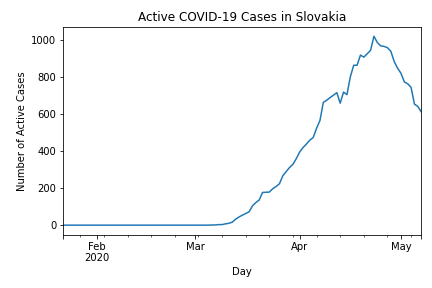 Active COVID-19 Cases in Slovakia
Number of Active Cases
1000
800
600
400
200
0
Feb
2020
Mar
Apr
May
Day